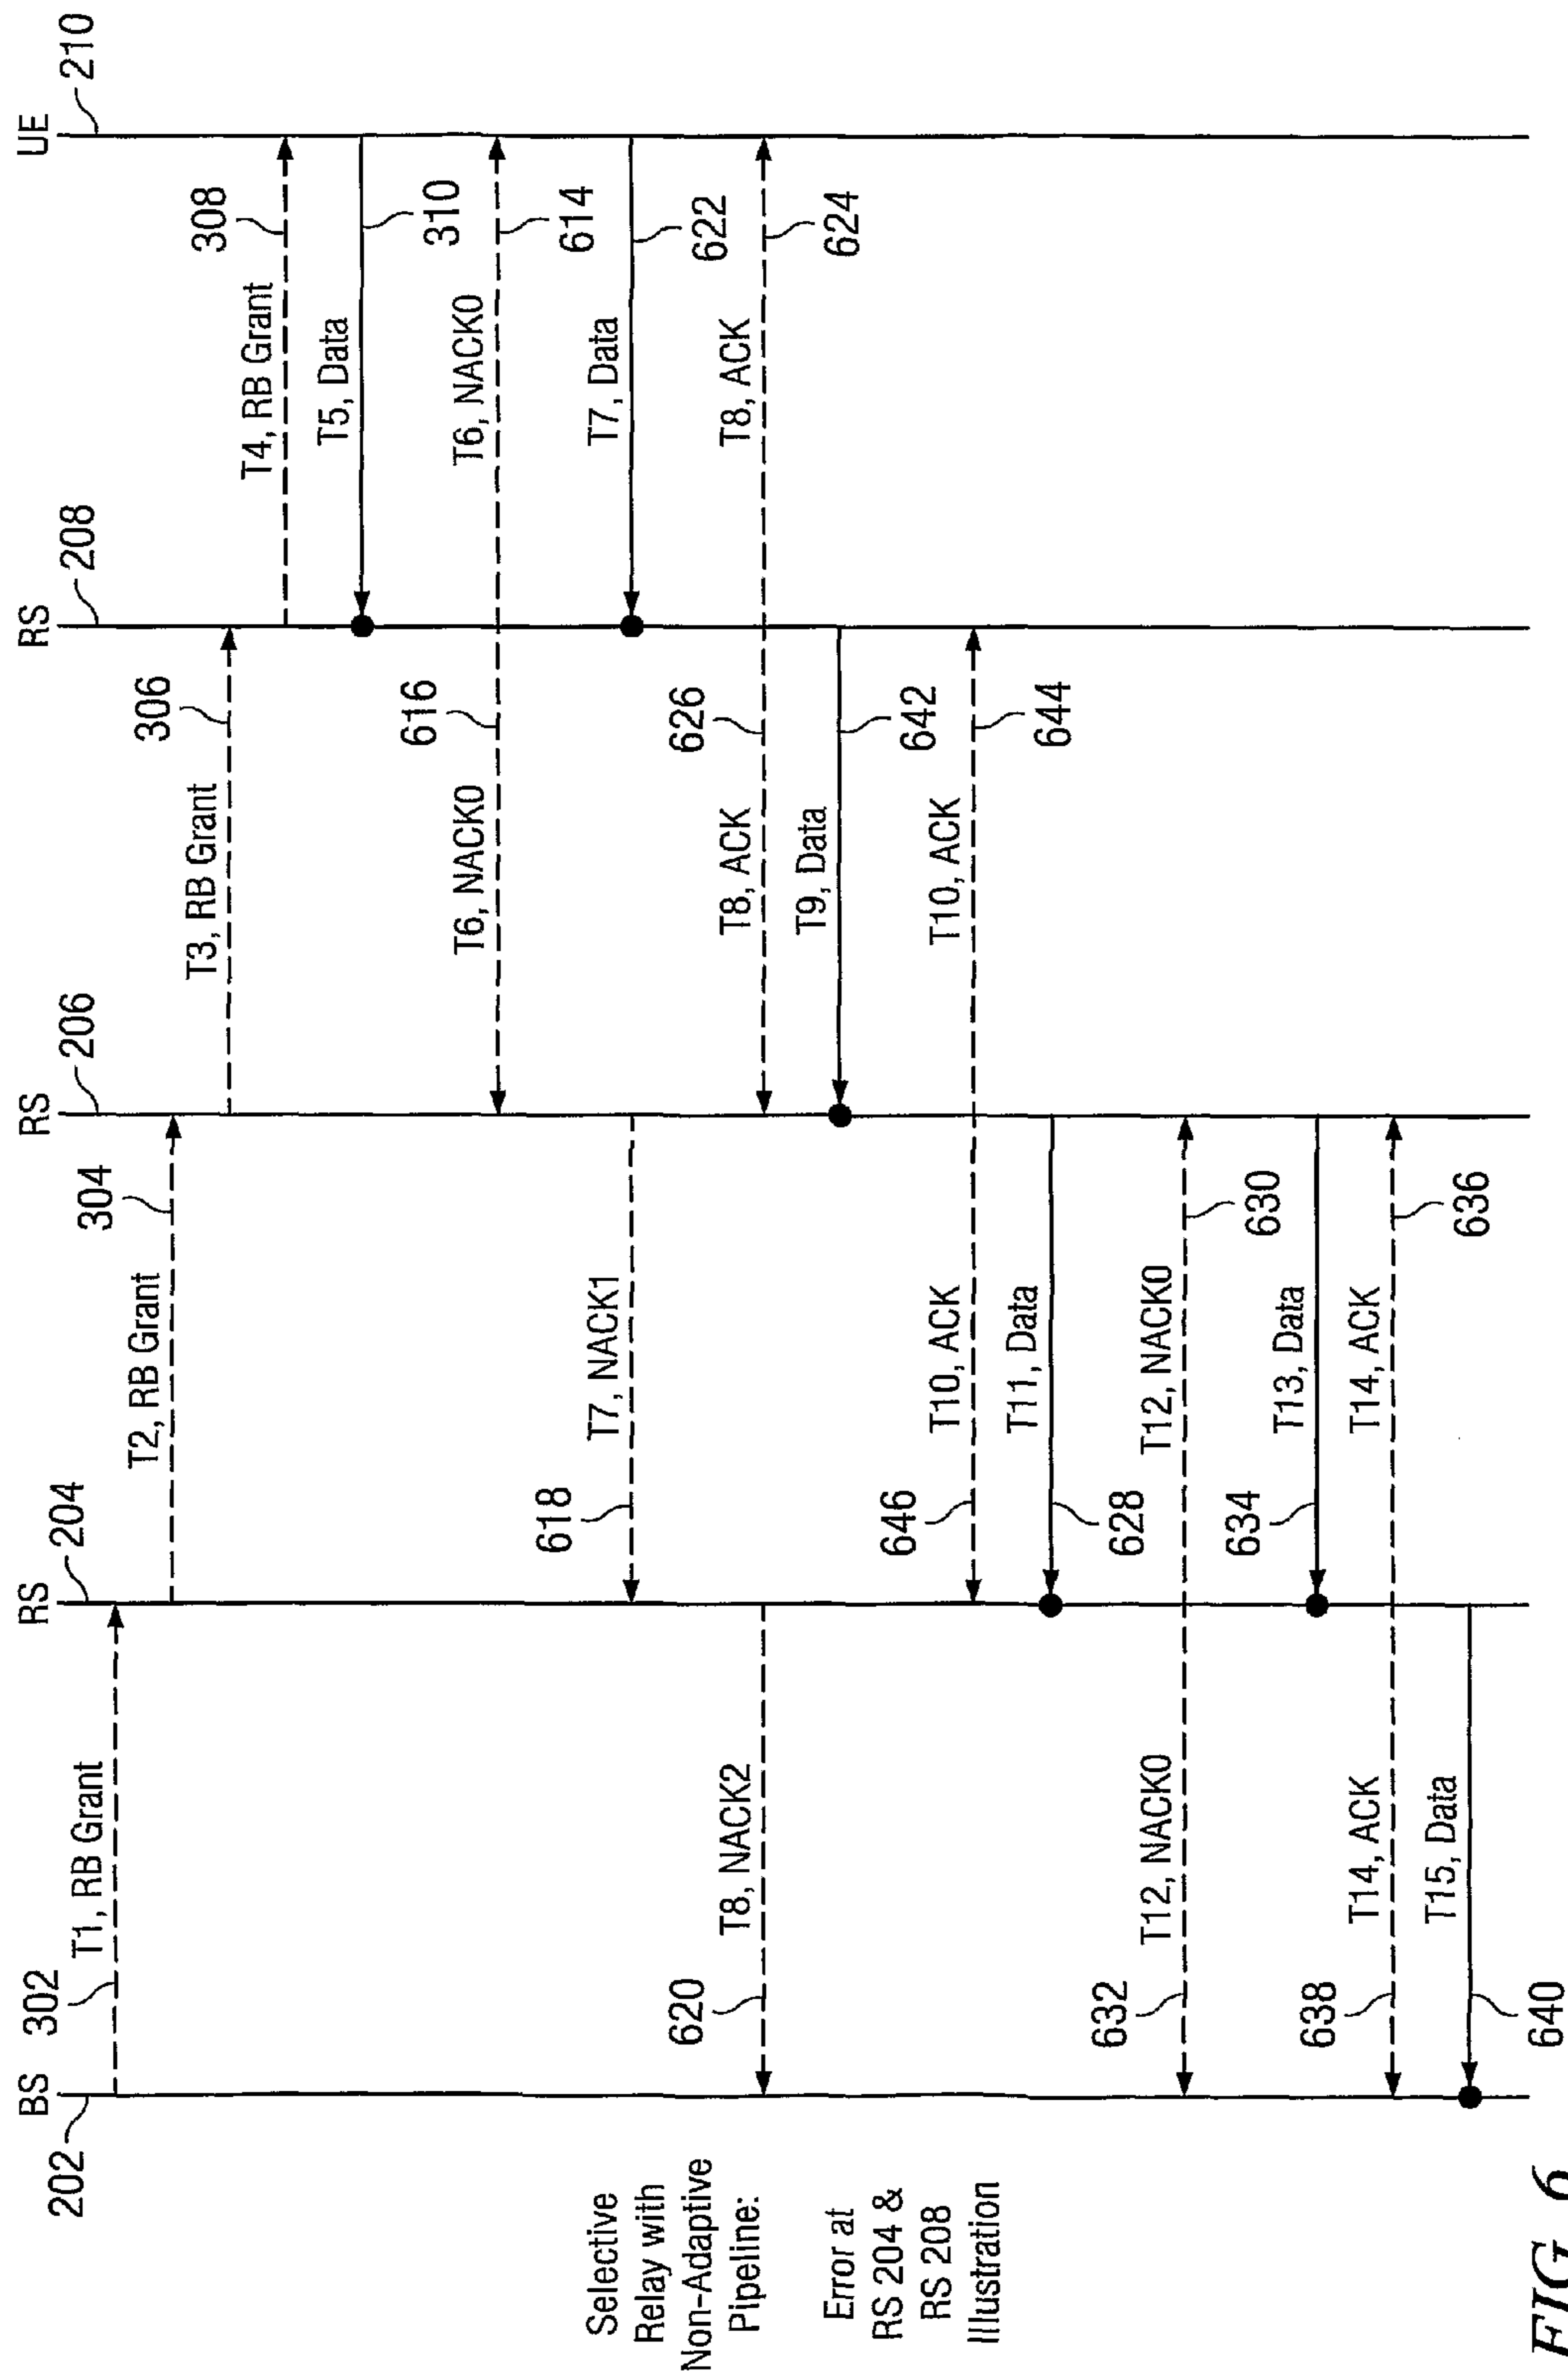 BS
RS
RS
RS
UE
202
204
206
208
210
302
T1, RB Grant
304
T2, RB Grant
306
T3, RB Grant
308
T4, RB Grant
T5, Data
310
616
T6, NACK0
T6, NACK0
614
618
T7, NACK1
T7, Data
622
620
T8, NACK2
626
T8, ACK
T8, ACK
624
T9, Data
642
646
T10, ACK
T10, ACK
644
T11, Data
628
632
T12, NACK0
T12, NACK0
630
634
T13, Data
638
T14, ACK
T14, ACK
636
T15, Data
640
Selective
Relay with
Non-Adaptive
Pipeline:
Error at
RS 204 &
RS 208
Illustration
FIG. 6